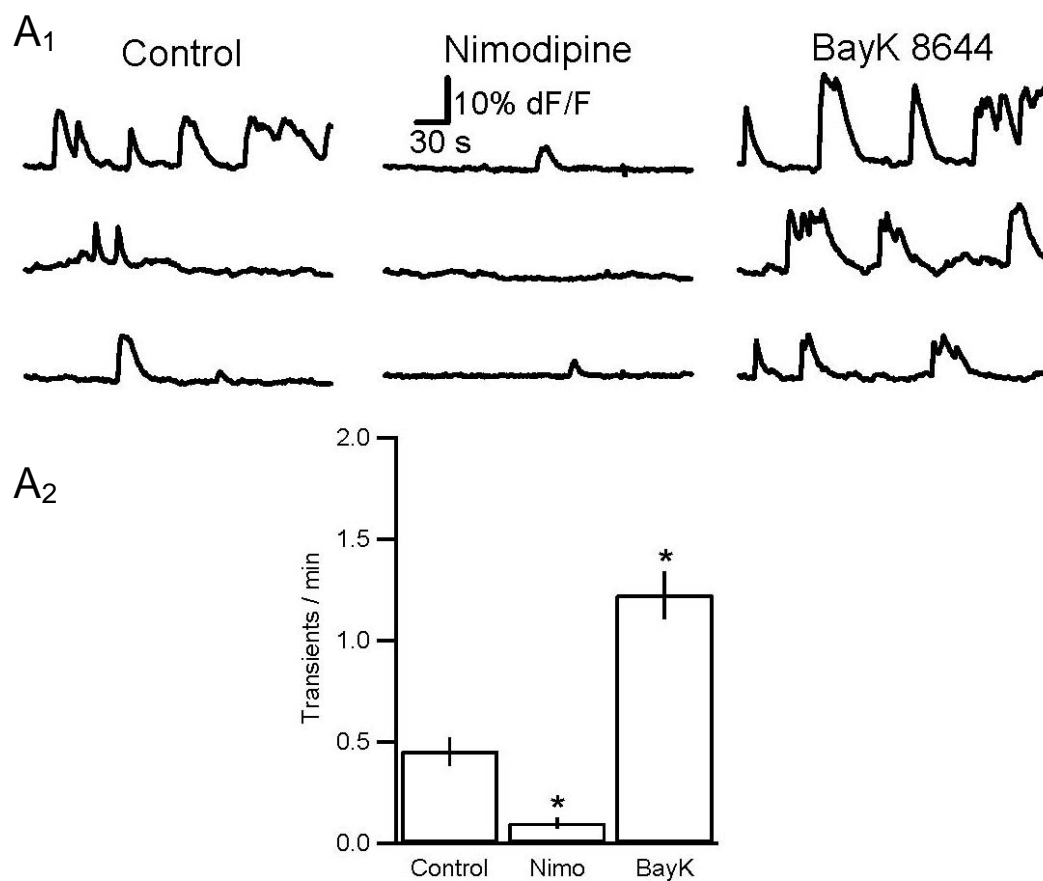 A1
Control
Nimodipine
BayK 8644
10% dF/F
30 s
A2
2.0
1.5
1.0
0.5
0.0
Transients / min
*
*
Control
Nimo
BayK